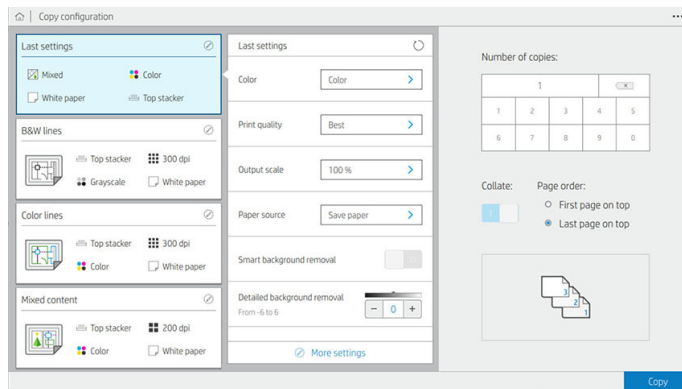 Copy configuration
Last settings
Mixed
Color
White paper
Top stacker
B&W lines
Top stacker
300 dpi
Grayscale
White paper
Color lines
Top stacker
300 dpi
Color
White paper
Mixed content
Top stacker
200 dpi
Color
White paper
Last settings
Color
Color
Print quality
Best
Output scale
100 %
Paper source
Save paper
Smart background
removal
Detailed background removal
From -6 to 6
− 0 +
More settings
Number of copies:
1
1 2 3 4 5
6 7 8 9 0
Collate:
Page order:
First page on top
Last page on top
3
2
1
Copy